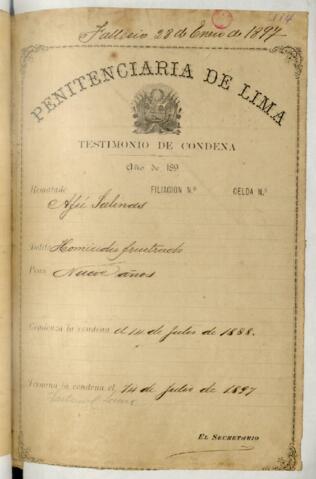 Falleció 28 de Enero de 1897
114
PENITENCIARIA DE LIMA
TESTIMONIO DE CONDENA
Año de 189
Rematado FILIACION N.º CELDA N.º
Salinas
Delito Homicidio frustrado
Pena Nueve años
Comienza la condena el 14 de Julio de 1888.
Termina la condena el 14 de Julio de 1897
EL SECRETARIO